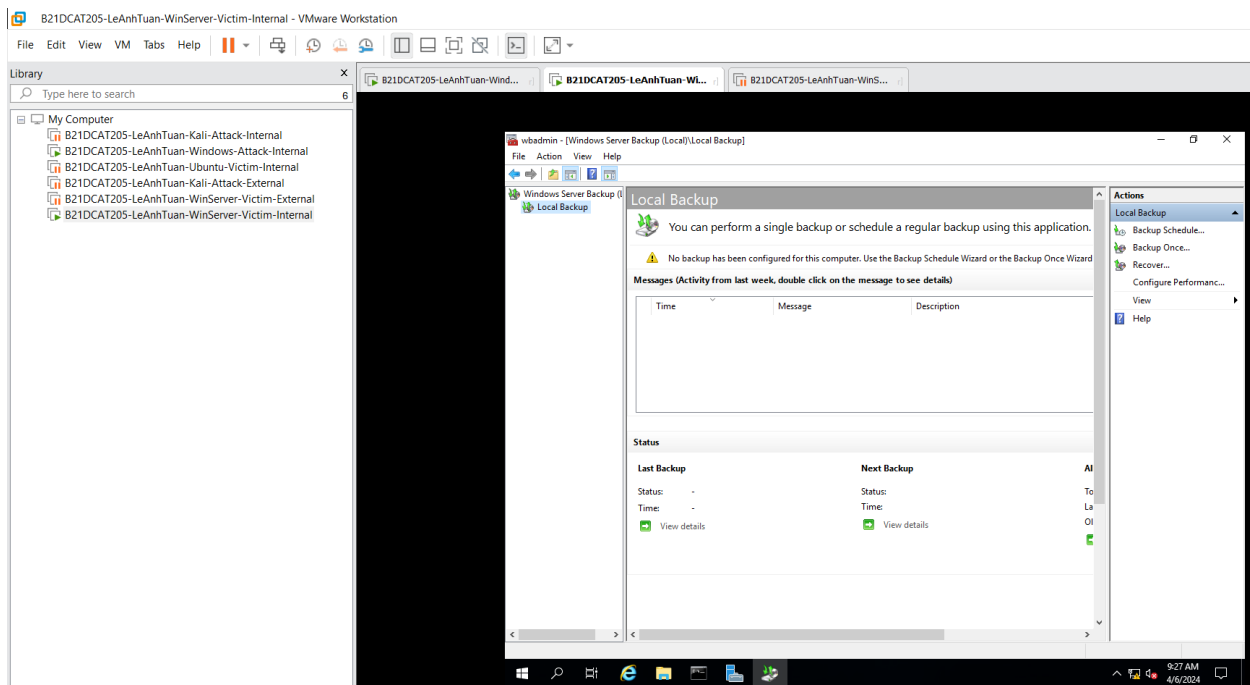 B21DCAT205-LeAnhTuan-WinServer-Victim-Internal - VMware Workstation
File Edit View VM Tabs Help
Library X
Type here to search 6
My Computer
B21DCAT205-LeAnhTuan-Kali-Attack-Internal
B21DCAT205-LeAnhTuan-Windows-Attack-Internal
B21DCAT205-LeAnhTuan-Ubuntu-Victim-Internal
B21DCAT205-LeAnhTuan-Kali-Attack-External
B21DCAT205-LeAnhTuan-WinServer-Victim-External
B21DCAT205-LeAnhTuan-WinServer-Victim-Internal
B21DCAT205-LeAnhTuan-Wind... B21DCAT205-LeAnhTuan-Wi... B21DCAT205-LeAnhTuan-WinS...
wbadmin - [Windows Server Backup (Local)\Local Backup]
File Action View Help
Windows Server Backup (L
Local Backup
Local Backup
You can perform a single backup or schedule a regular backup using this application.
No backup has been configured for this computer. Use the Backup Schedule Wizard or the Backup Once Wizard
Messages (Activity from last week, double click on the message to see details)
Time Message Description
Status
Last Backup Next Backup Al
Status: - Status: To
Time: - Time: La
View details View details Ol
Actions
Local Backup
Backup Schedule...
Backup Once...
Recover...
Configure Performanc...
View
Help
9:27 AM
4/6/2024